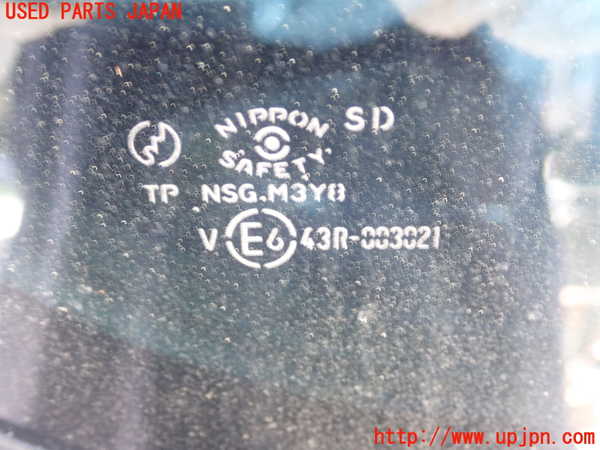 USED PARTS JAPAN
NIPPON SD
SAFETY
TP NSG.M3Y8
V E6 43R-003021
http://www.upjpn.com